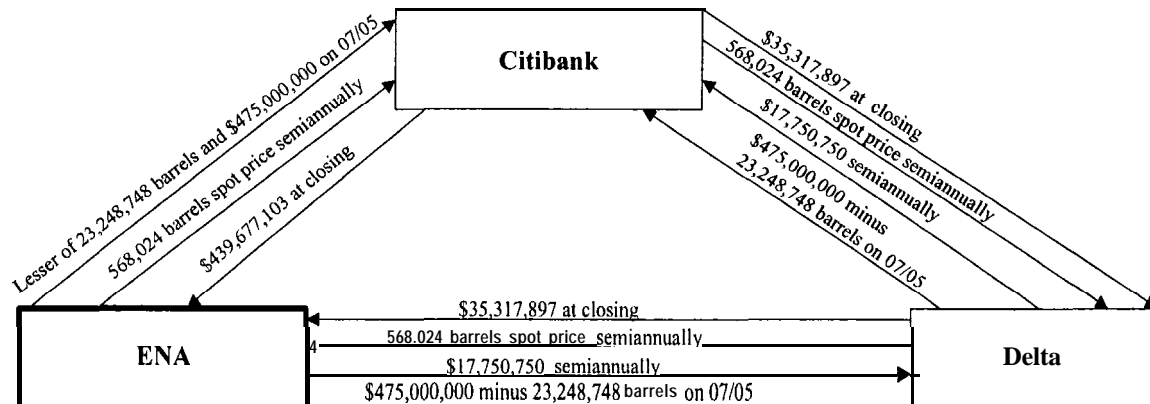 Citibank
Lesser of 23,248,748 barrels and $475,000,000 on 07/05
568,024 barrels spot price semiannually
$439,677,103 at closing
$35,317,897 at closing
568,024 barrels spot price semiannually
$17,750,750 semiannually
$475,000,000 minus
23,248,748 barrels on 07/05
ENA
$35,317,897 at closing
4 568.024 barrels spot price semiannually
$17,750,750 semiannually
$475,000,000 minus 23,248,748 barrels on 07/05
Delta